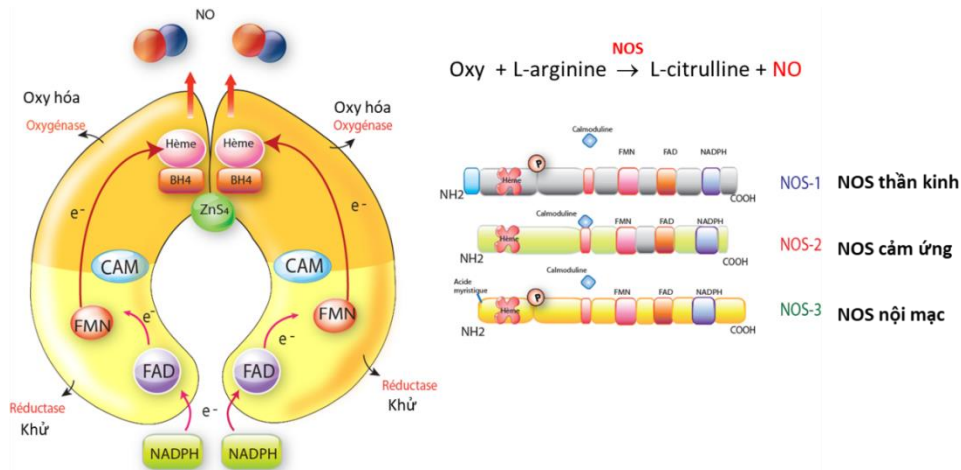 NO
Oxy hóa
Oxygénase
Oxy hóa
Oxygénase
Hème
Hème
BH4
BH4
ZnS₄
e-
e-
CAM
CAM
FMN
FMN
e-
e-
FAD
FAD
Réductase
Khử
Réductase
Khử
e-
NADPH
NADPH
NOS
Oxy + L-arginine → L-citrulline + NO
Calmoduline
P
FMN
FAD
NADPH
Hème
NH2
COOH
NOS-1
NOS thần kinh
Calmoduline
FMN
FAD
NADPH
Hème
NH2
COOH
NOS-2
NOS cảm ứng
Acide
myristique
Calmoduline
P
FMN
FAD
NADPH
Hème
NH2
COOH
NOS-3
NOS nội mạc